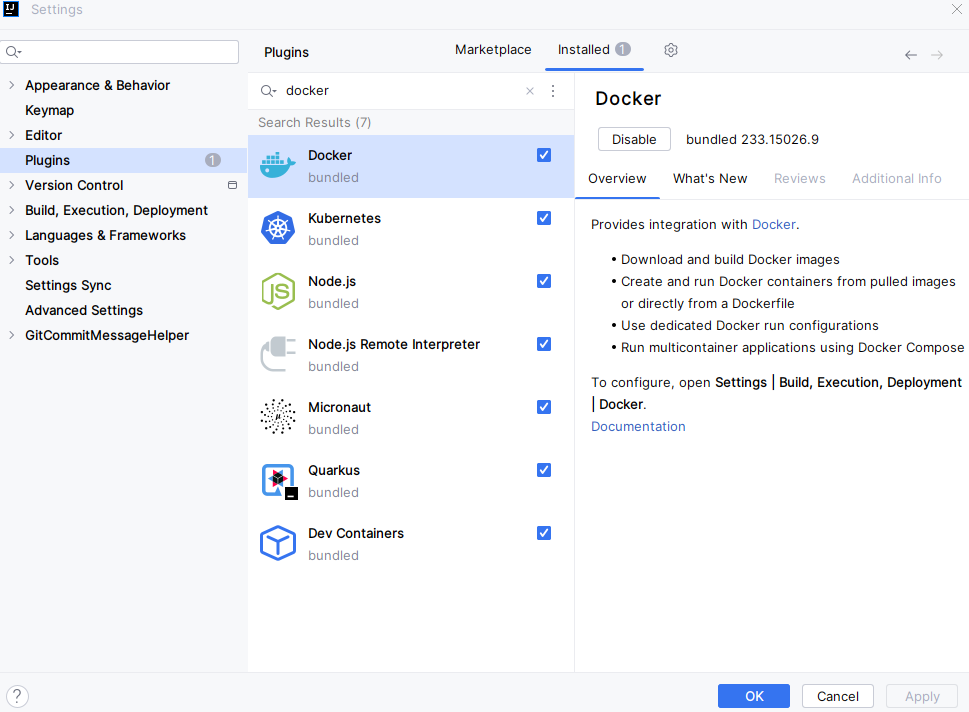 IJ
Settings
Appearance & Behavior
Keymap
Editor
Plugins 1
Version Control
Build, Execution, Deployment
Languages & Frameworks
Tools
Settings Sync
Advanced Settings
GitCommitMessageHelper
Plugins
Marketplace
Installed 1
docker
Search Results (7)
Docker
bundled
Kubernetes
bundled
JS
Node.js
bundled
Node.js Remote Interpreter
bundled
µ
Micronaut
bundled
Quarkus
bundled
Dev Containers
bundled
Docker
Disable
bundled 233.15026.9
Overview
What's New
Reviews
Additional Info
Provides integration with Docker.
• Download and build Docker images
• Create and run Docker containers from pulled images
or directly from a Dockerfile
• Use dedicated Docker run configurations
• Run multicontainer applications using Docker Compose
To configure, open Settings | Build, Execution, Deployment
| Docker.
Documentation
?
OK
Cancel
Apply